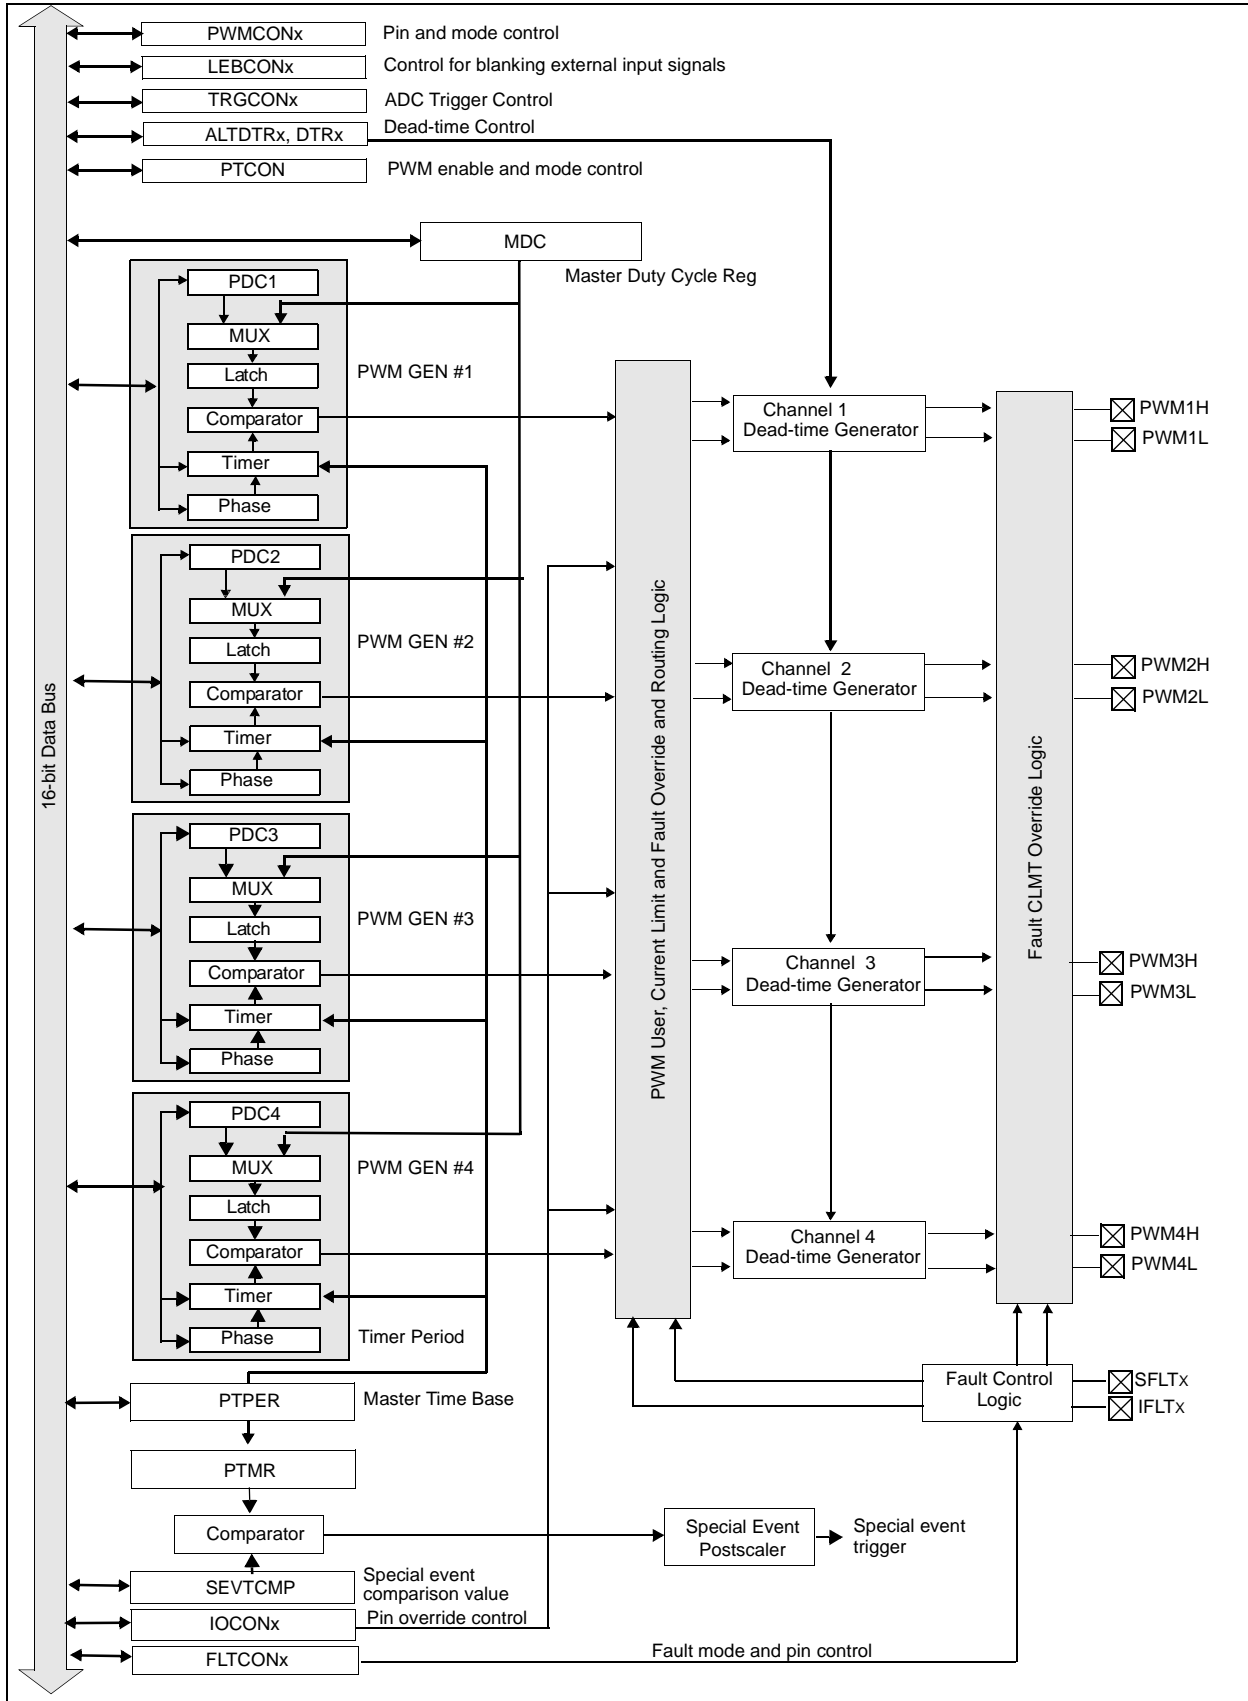 PWMCONx
Pin and mode control
LEBCONx
Control for blanking external input signals
TRGCONx
ADC Trigger Control
ALTDTRx, DTRx
Dead-time Control
PTCON
PWM enable and mode control
MDC
Master Duty Cycle Reg
16-bit Data Bus
PDC1
MUX
Latch
Comparator
Timer
Phase
PWM GEN #1
PDC2
MUX
Latch
Comparator
Timer
Phase
PWM GEN #2
PDC3
MUX
Latch
Comparator
Timer
Phase
PWM GEN #3
PDC4
MUX
Latch
Comparator
Timer
Phase
PWM GEN #4
Timer Period
PWM User, Current Limit and Fault Override and Routing Logic
Channel 1
Dead-time Generator
Channel 2
Dead-time Generator
Channel 3
Dead-time Generator
Channel 4
Dead-time Generator
Fault CLMT Override Logic
PWM1H
PWM1L
PWM2H
PWM2L
PWM3H
PWM3L
PWM4H
PWM4L
PTPER
Master Time Base
Fault Control
Logic
SFLTX
IFLTX
PTMR
Comparator
Special Event
Postscaler
Special event
trigger
SEVTCMP
Special event
comparison value
IOCONx
Pin override control
FLTCONx
Fault mode and pin control